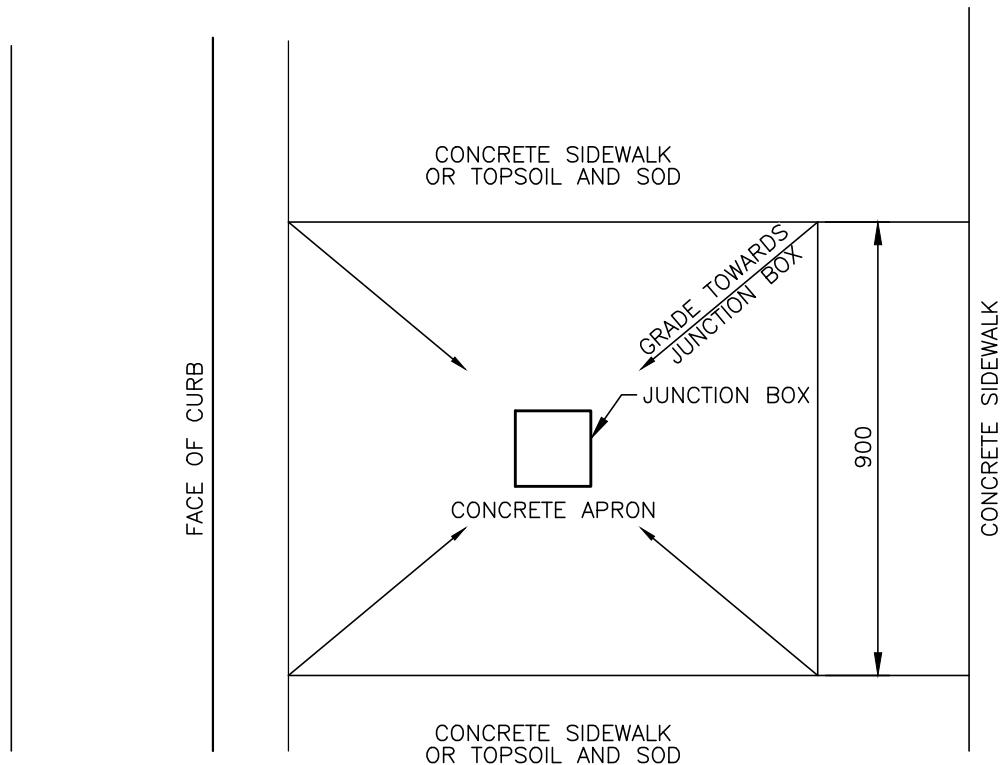 CONCRETE SIDEWALK
OR TOPSOIL AND SOD
GRADE TOWARDS
JUNCTION BOX
JUNCTION BOX
FACE OF CURB
900
CONCRETE SIDEWALK
CONCRETE APRON
CONCRETE SIDEWALK
OR TOPSOIL AND SOD